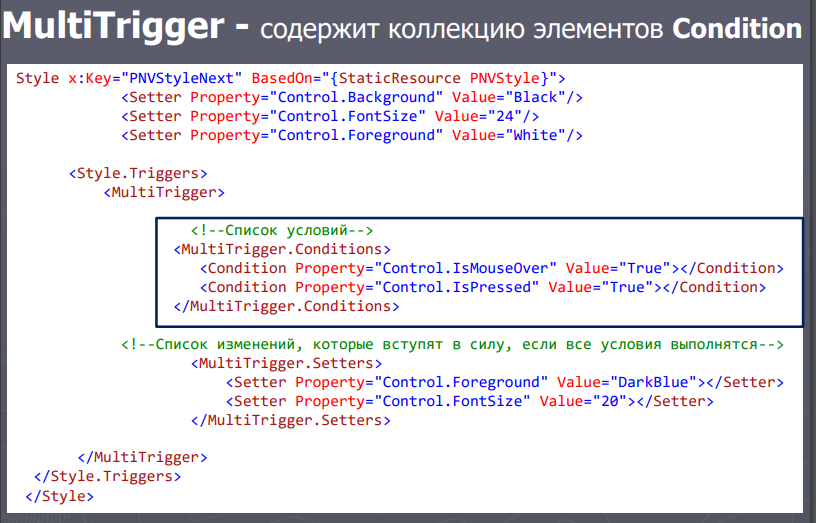 MultiTrigger - содержит коллекцию элементов Condition
Style x:Key="PNVStyleNext" BasedOn="{StaticResource PNVStyle}">
<Setter Property="Control.Background" Value="Black"/>
<Setter Property="Control.FontSize" Value="24"/>
<Setter Property="Control.Foreground" Value="White"/>
<Style.Triggers>
<MultiTrigger>
<!--Список условий-->
<MultiTrigger.Conditions>
<Condition Property="Control.IsMouseOver" Value="True"></Condition>
<Condition Property="Control.IsPressed" Value="True"></Condition>
</MultiTrigger.Conditions>
<!--Список изменений, которые вступят в силу, если все условия выполнятся-->
<MultiTrigger.Setters>
<Setter Property="Control.Foreground" Value="DarkBlue"></Setter>
<Setter Property="Control.FontSize" Value="20"></Setter>
</MultiTrigger.Setters>
</MultiTrigger>
</Style.Triggers>
</Style>